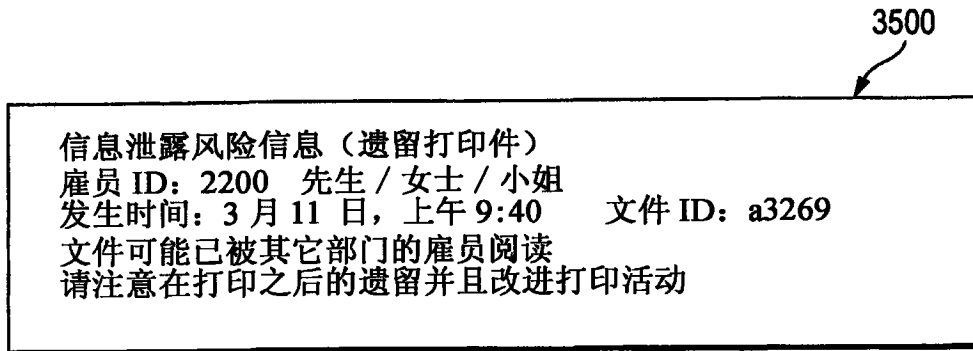 3500
信息泄露风险信息（遗留打印件）
雇员 ID：2200 先生 / 女士 / 小姐
发生时间：3 月 11 日，上午 9:40 文件 ID：a3269
文件可能已被其它部门的雇员阅读
请注意在打印之后的遗留并且改进打印活动